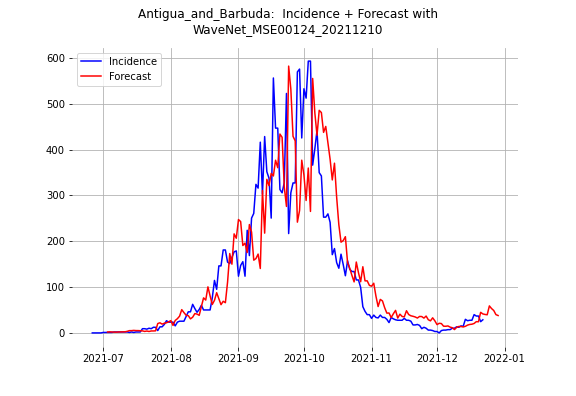 Antigua_and_Barbuda:  Incidence + Forecast with
WaveNet_MSE00124_20211210
Incidence
Forecast
600
500
400
300
200
100
0
2021-07 2021-08 2021-09 2021-10 2021-11 2021-12 2022-01